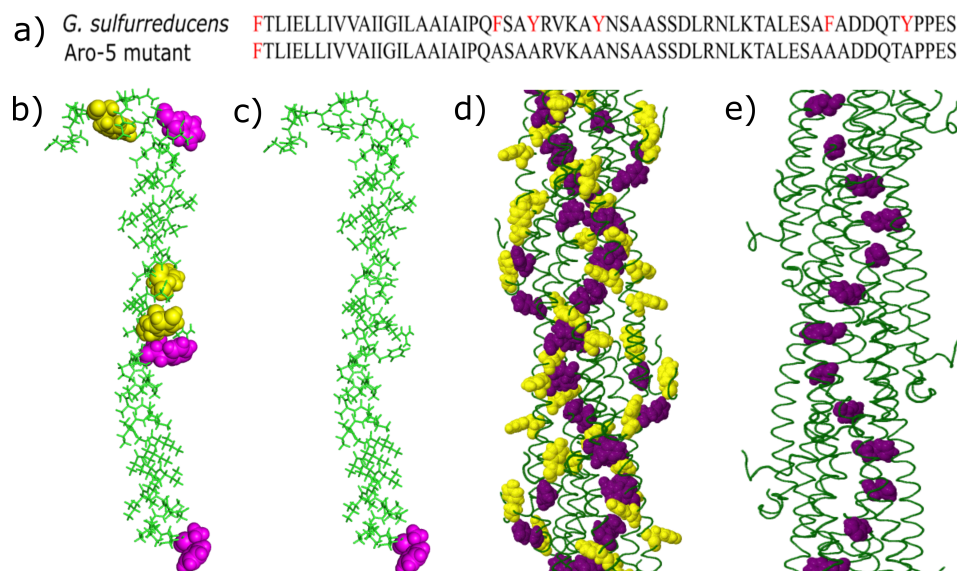 a) G. sulfurreducens FTLIELLIVVAIIGILAAIAIPQFSAYRVKAYNSAASSDLRNLKTALESAFADDQTYPPES
Aro-5 mutant FTLIELLIVVAIIGILAAIAIPQASAARVKAANSAASSDLRNLKTALESAAADDQTAPPES
b) c) d) e)